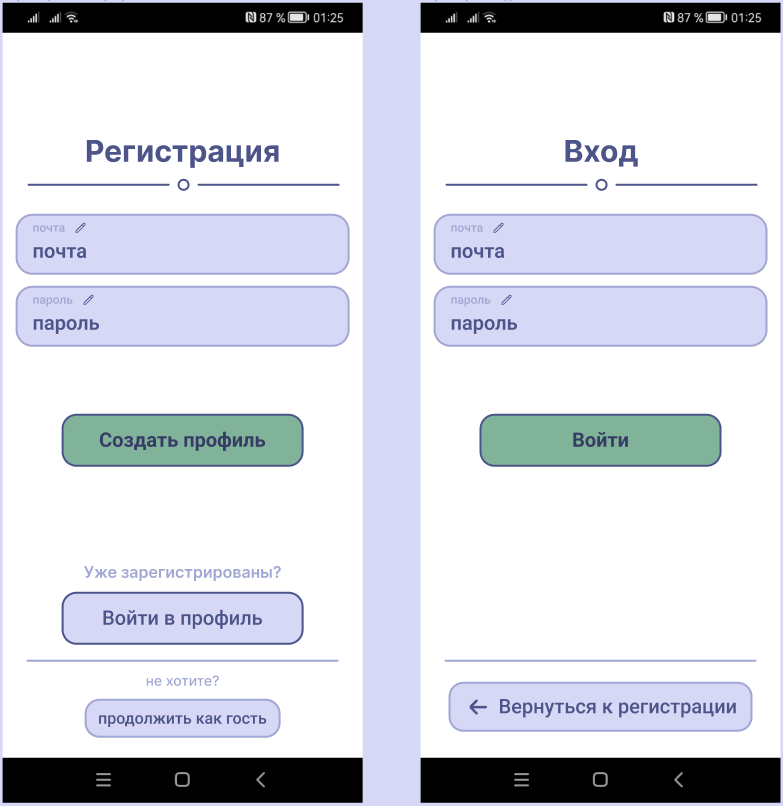 87 % 01:25
Регистрация
почта
почта
пароль
пароль
Создать профиль
Уже зарегистрированы?
Войти в профиль
не хотите?
продолжить как гость
87 % 01:25
Вход
почта
почта
пароль
пароль
Войти
Вернуться к регистрации